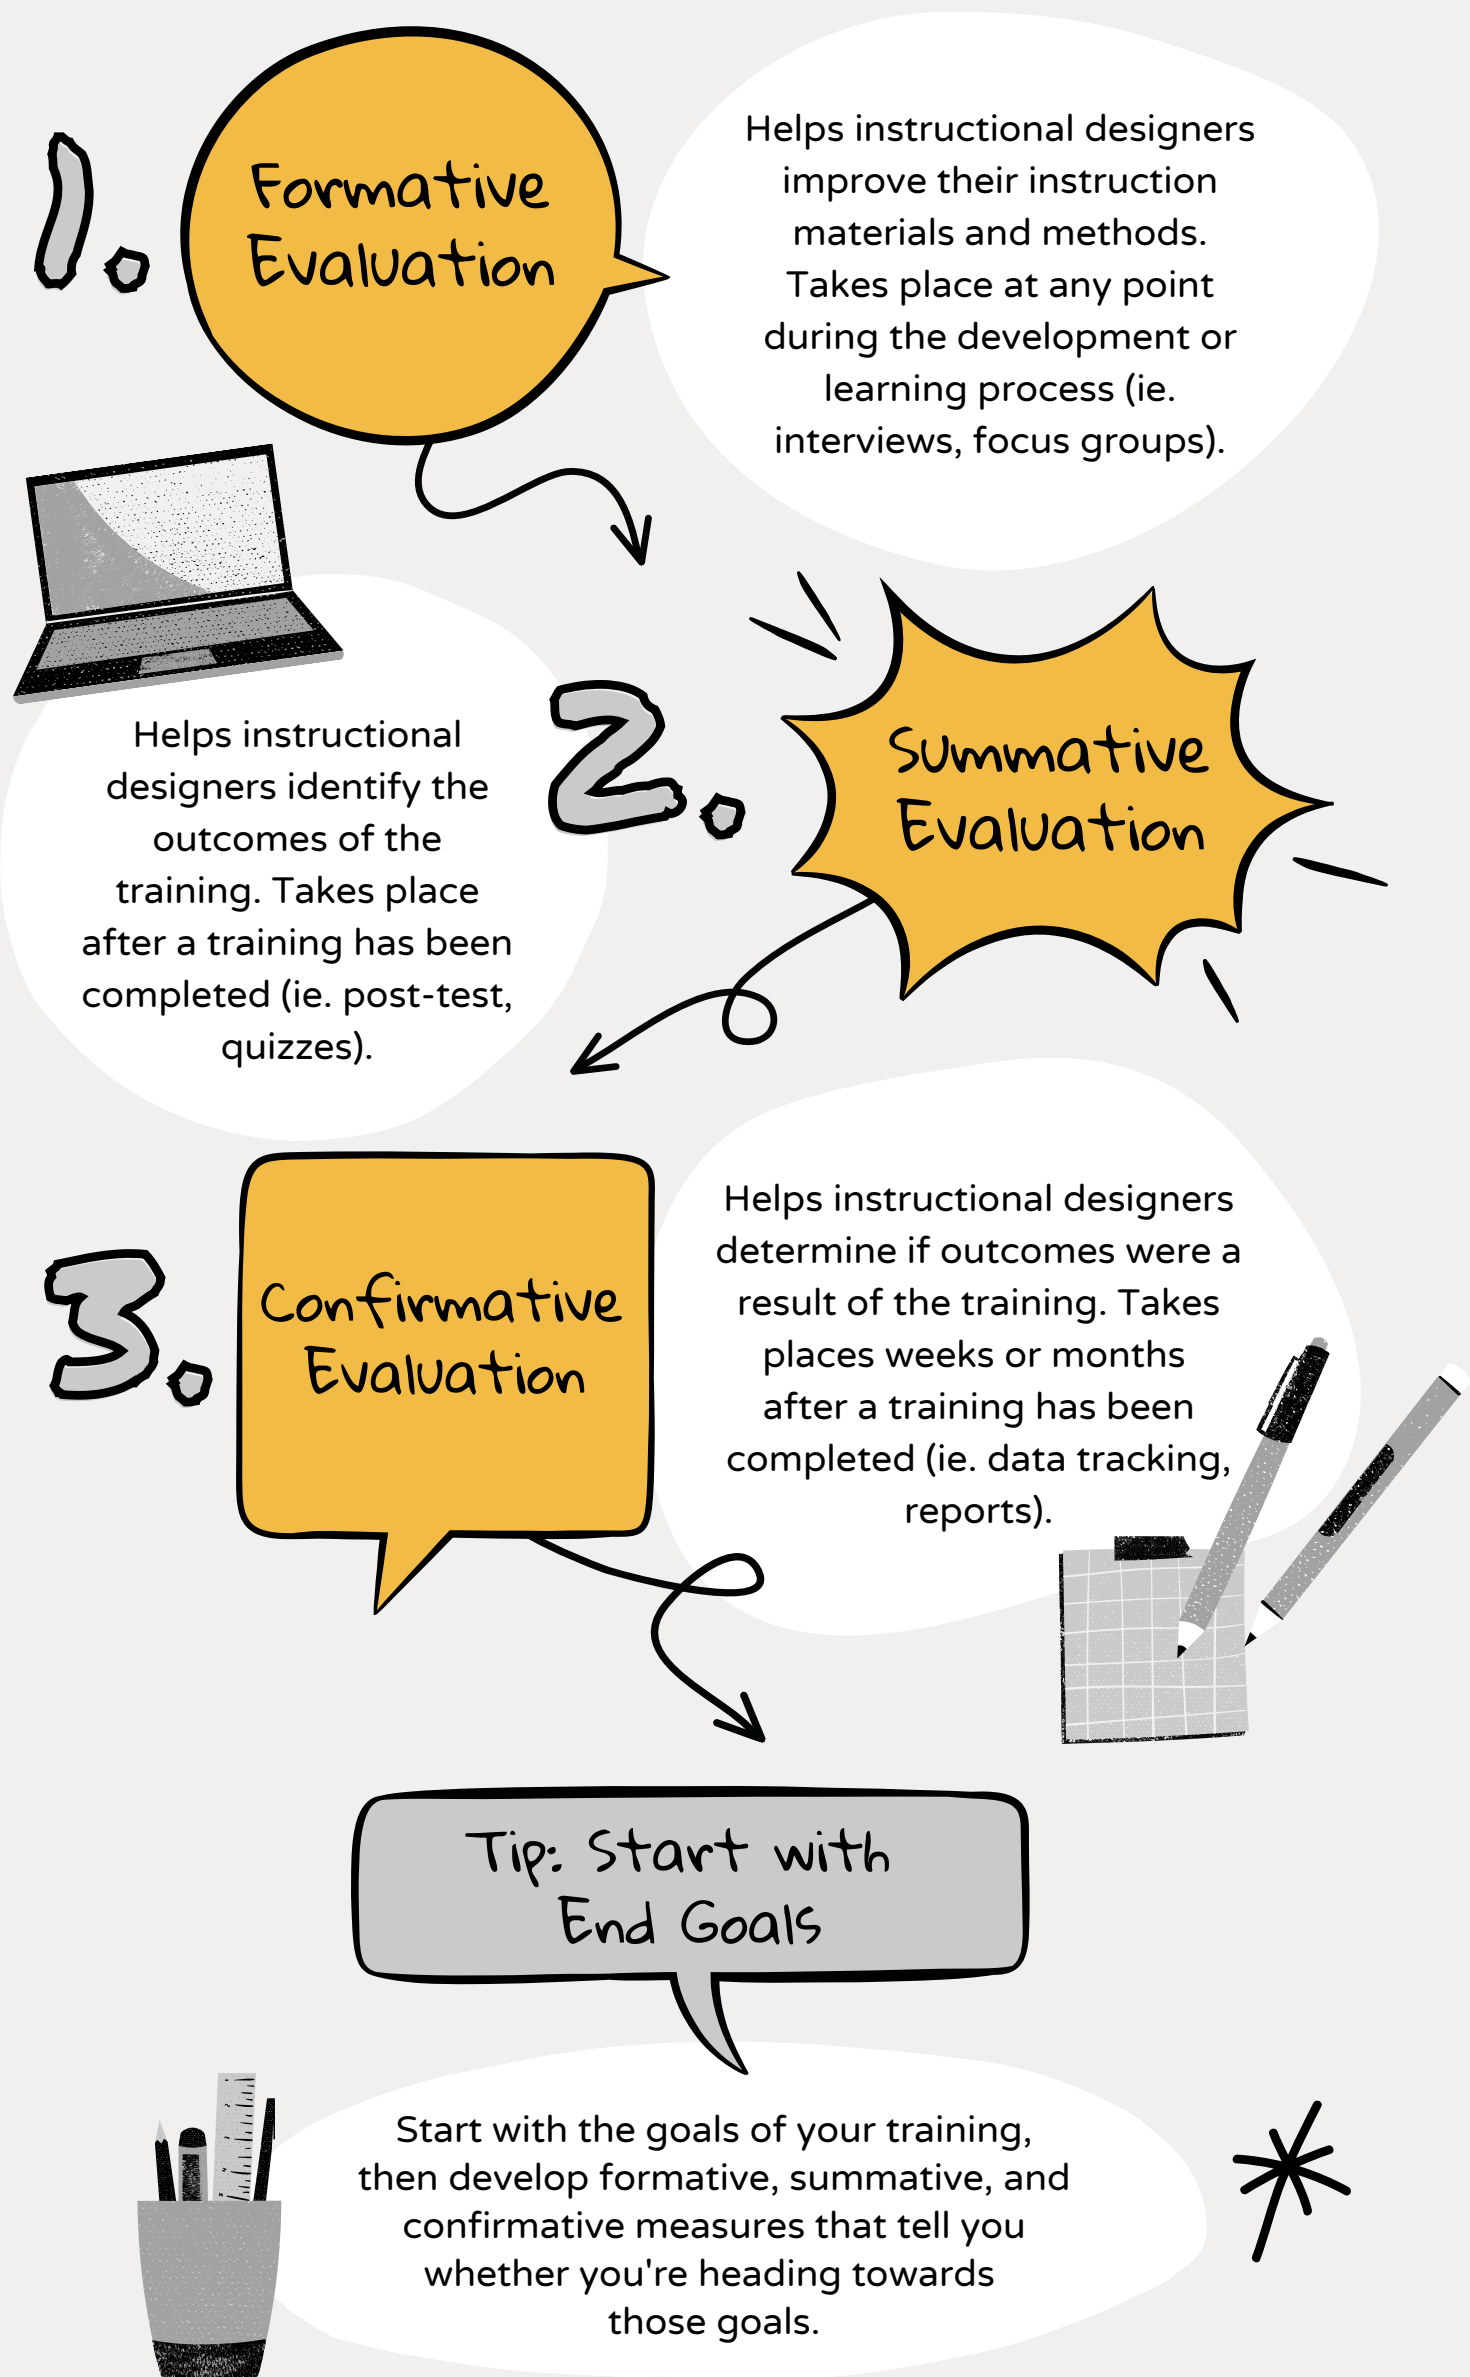 1.
Formative
Evaluation
Helps instructional designers
improve their instruction
materials and methods.
Takes place at any point
during the development or
learning process (ie.
interviews, focus groups).
2.
Summative
Evaluation
Helps instructional
designers identify the
outcomes of the
training. Takes place
after a training has been
completed (ie. post-test,
quizzes).
3.
Confirmative
Evaluation
Helps instructional designers
determine if outcomes were a
result of the training. Takes
places weeks or months
after a training has been
completed (ie. data tracking,
reports).
Tip: Start with
End Goals
Start with the goals of your training,
then develop formative, summative, and
confirmative measures that tell you
whether you're heading towards
those goals.